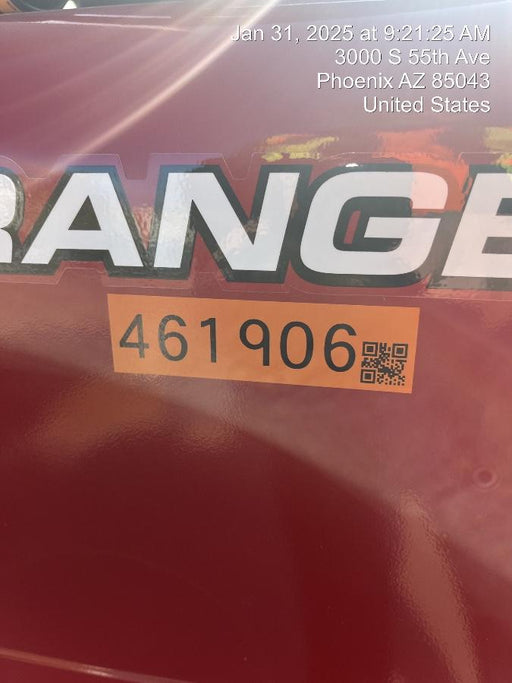 Jan 31, 2025 at 9:21:25 AM
3000 S 55th Ave
Phoenix AZ 85043
United States
RANGE
461906